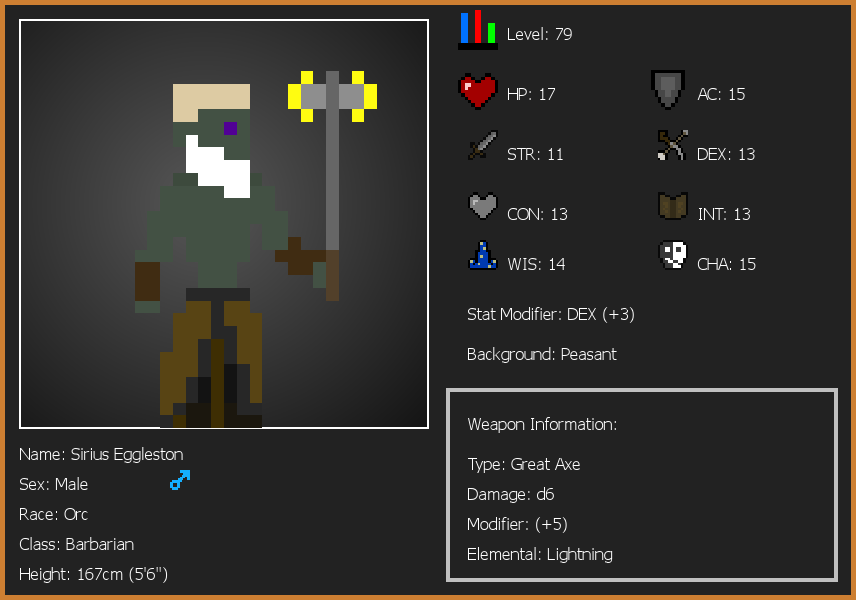 Level: 79
HP: 17
AC: 15
STR: 11
DEX: 13
CON: 13
INT: 13
WIS: 14
CHA: 15
Stat Modifier: DEX (+3)
Background: Peasant
Weapon Information:
Type: Great Axe
Damage: d6
Modifier: (+5)
Elemental: Lightning
Name: Sirius Eggleston
Sex: Male
Race: Orc
Class: Barbarian
Height: 167cm (5'6")